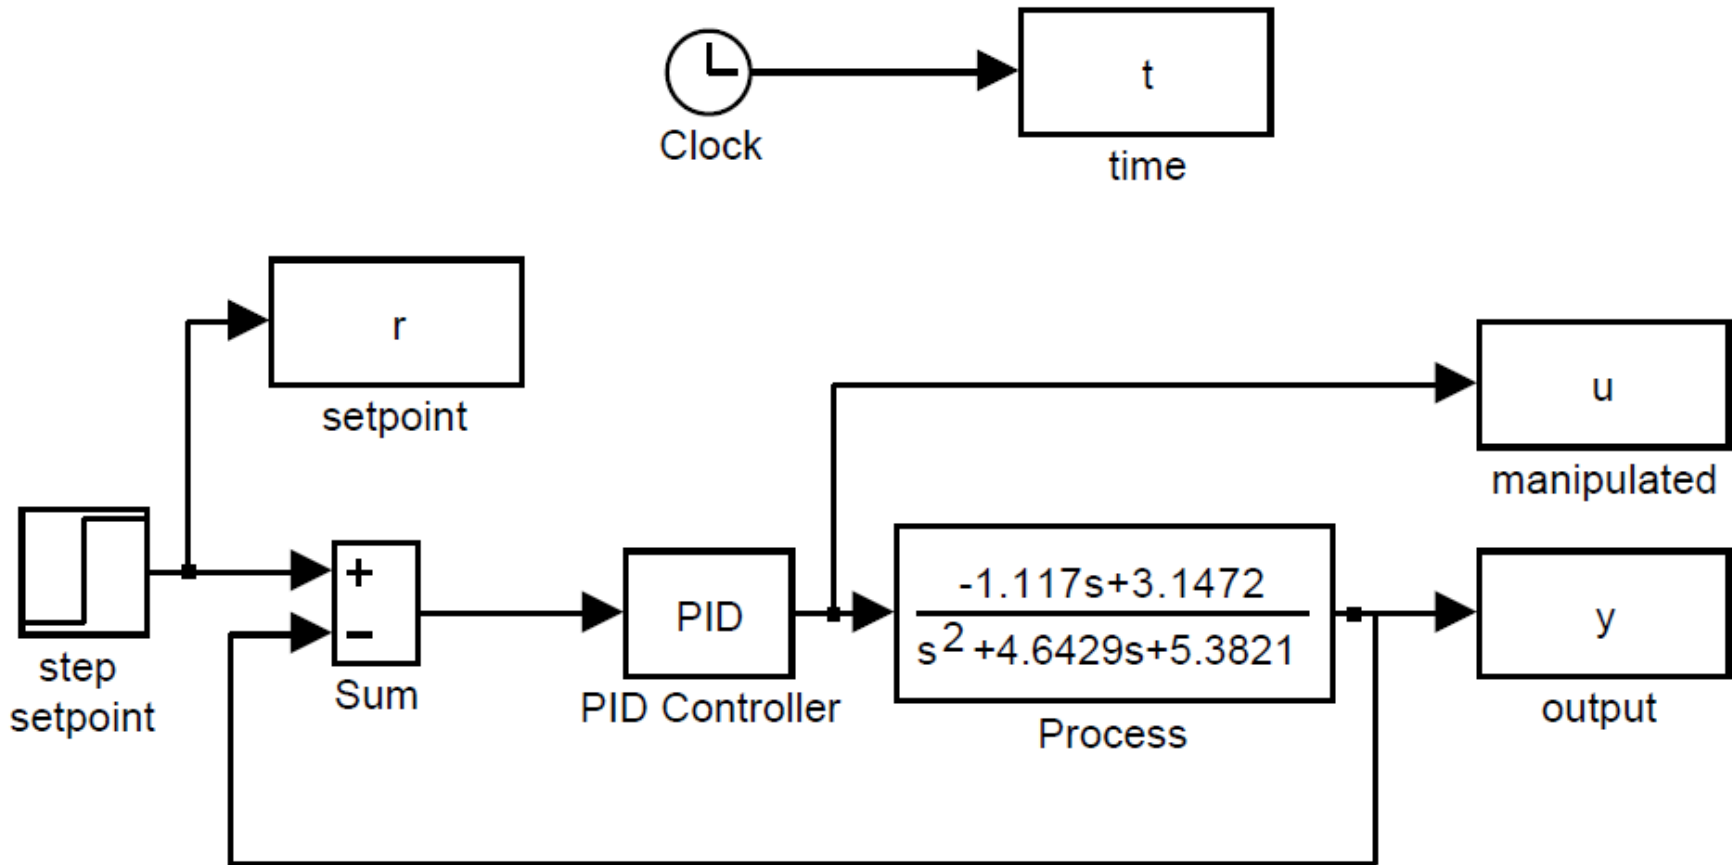 t
Clock
time
r
setpoint
u
manipulated
+
−
PID
-1.117s+3.1472
s²+4.6429s+5.3821
y
step
setpoint
Sum
PID Controller
Process
output